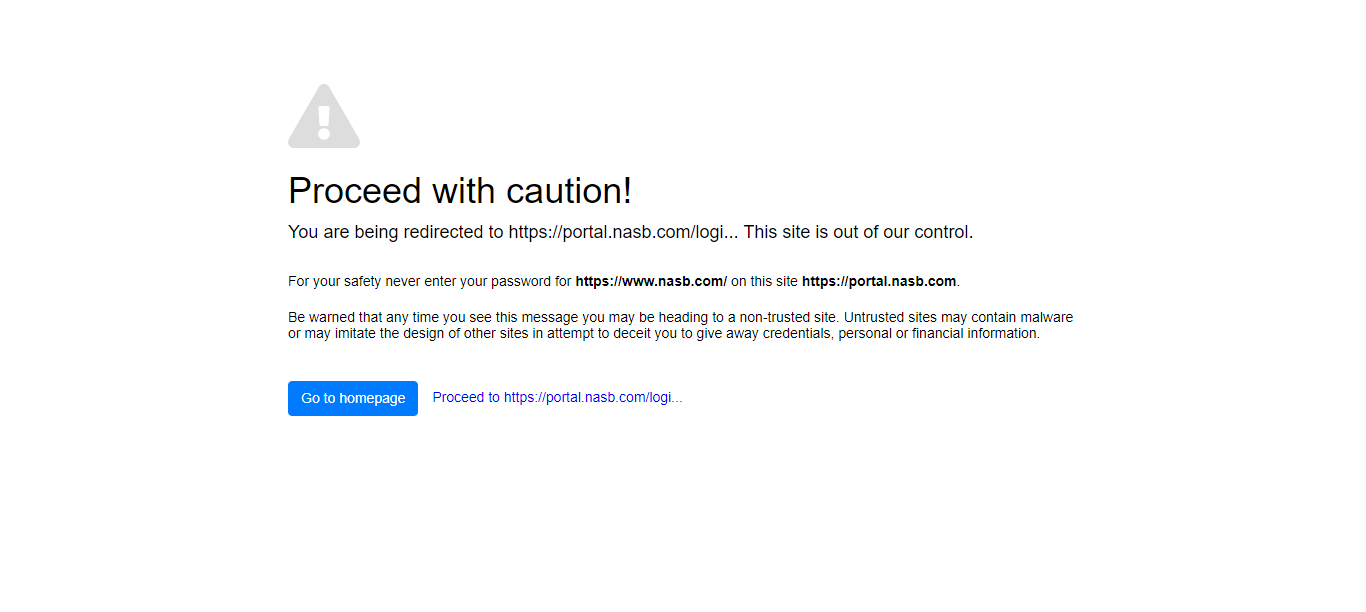 Proceed with caution!
You are being redirected to https://portal.nasb.com/logi... This site is out of our control.
For your safety never enter your password for https://www.nasb.com/ on this site https://portal.nasb.com.
Be warned that any time you see this message you may be heading to a non-trusted site. Untrusted sites may contain malware
or may imitate the design of other sites in attempt to deceit you to give away credentials, personal or financial information.
Go to homepage Proceed to https://portal.nasb.com/logi...